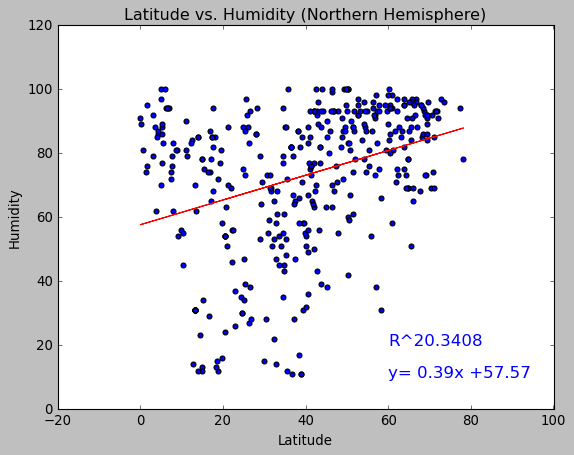 Latitude vs. Humidity (Northern Hemisphere)
120
100
80
60
40
20
0
Humidity
R^20.3408
y= 0.39x +57.57
−20
0
20
40
60
80
100
Latitude